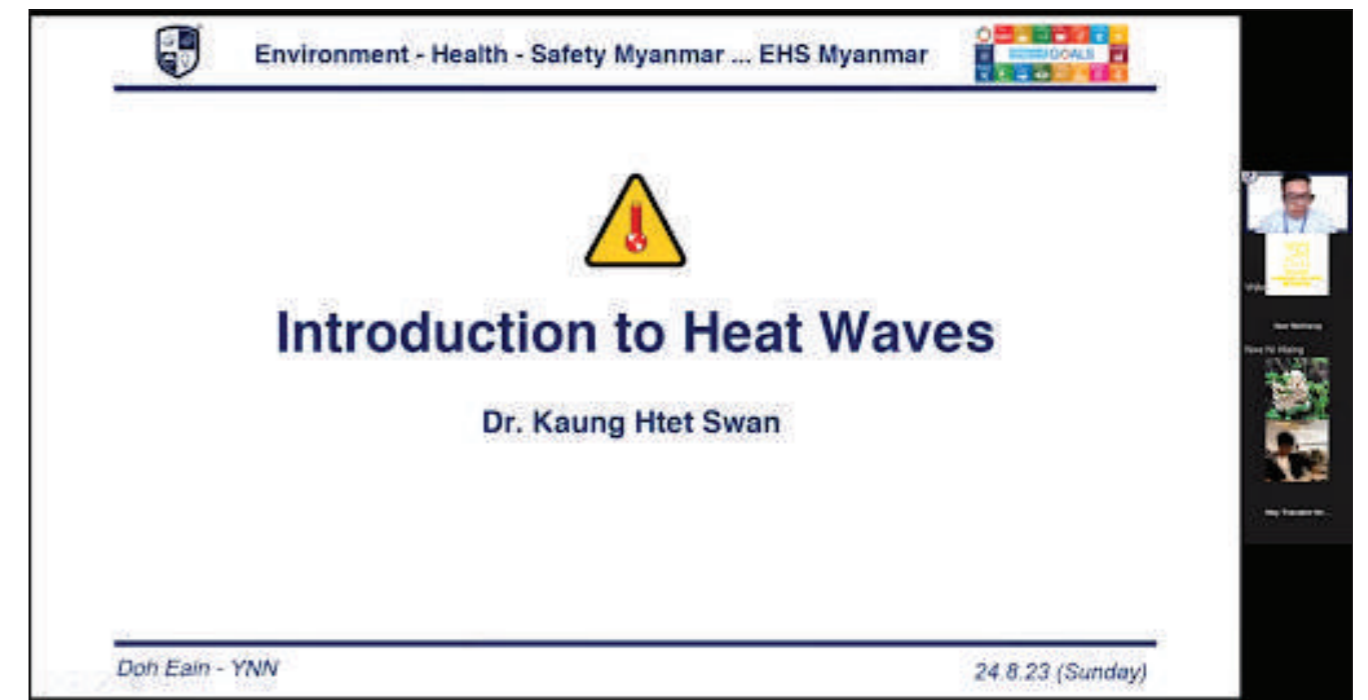 Environment - Health - Safety Myanmar ... EHS Myanmar
GOALS
Introduction to Heat Waves
Dr. Kaung Htet Swan
Doh Eain - YNN
24.8.23 (Sunday)